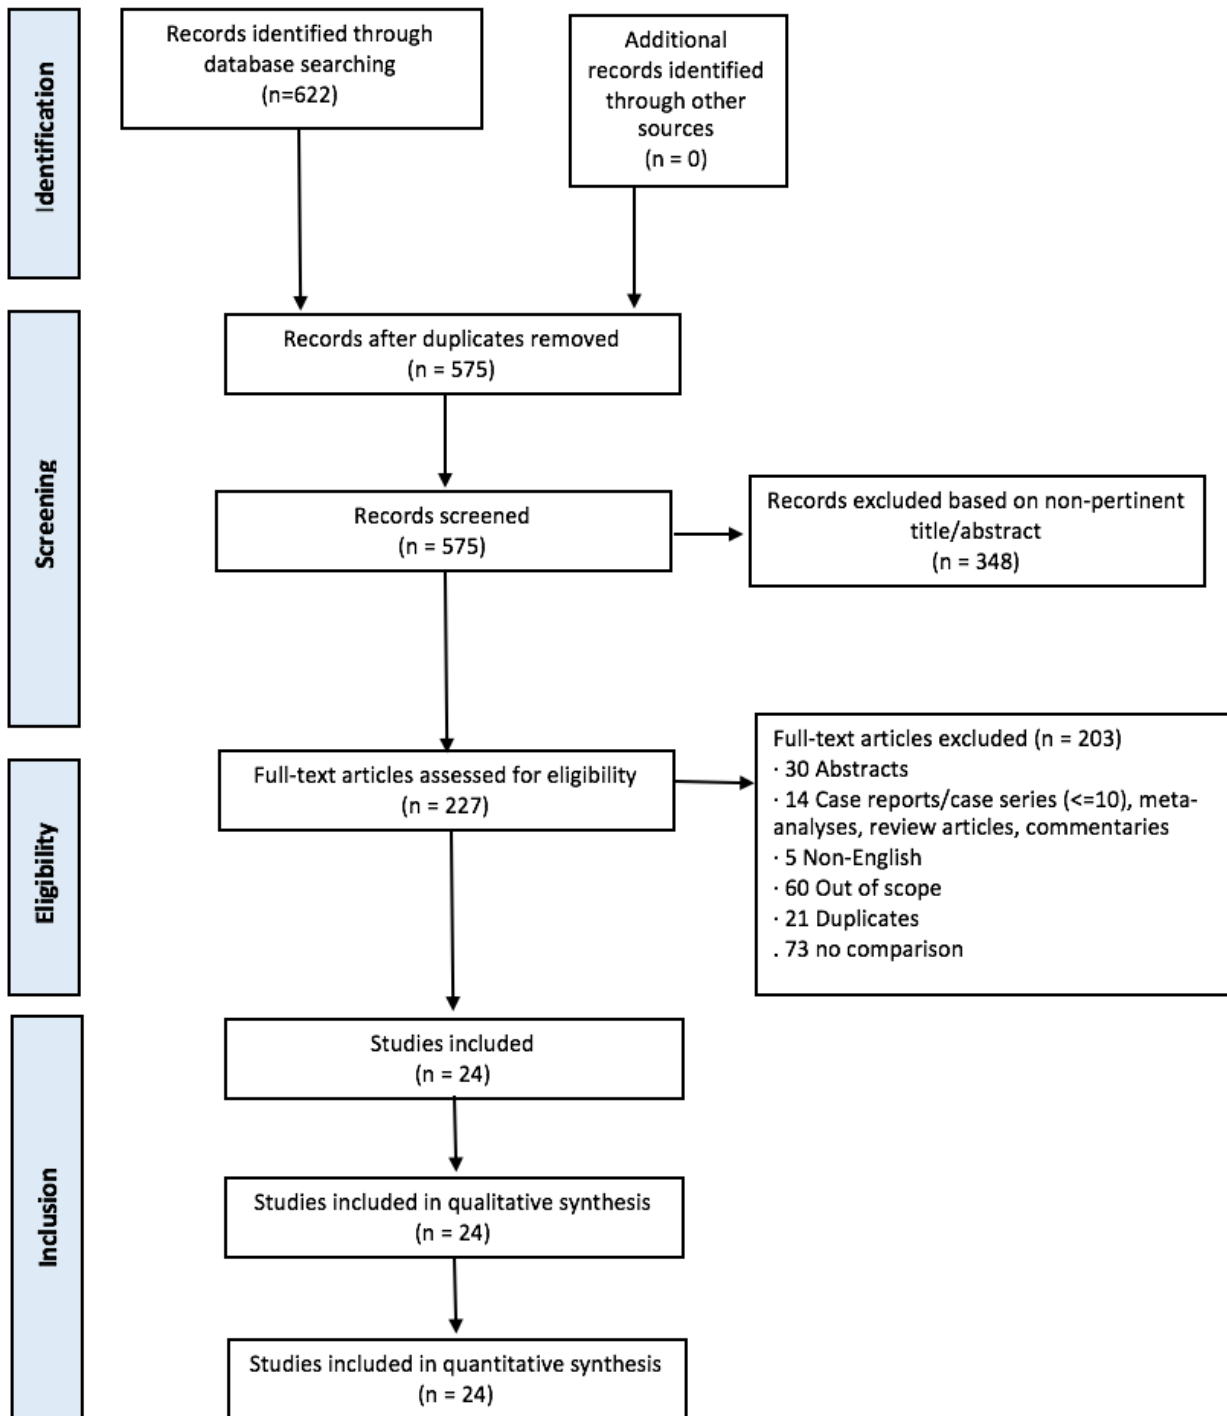 Identification
Records identified through
database searching
(n=622)
Additional
records identified
through other
sources
(n = 0)
Screening
Records after duplicates removed
(n = 575)
Records screened
(n = 575)
Records excluded based on non-pertinent
title/abstract
(n = 348)
Eligibility
Full-text articles assessed for eligibility
(n = 227)
Full-text articles excluded (n = 203)
· 30 Abstracts
· 14 Case reports/case series (<=10), meta-
analyses, review articles, commentaries
· 5 Non-English
· 60 Out of scope
· 21 Duplicates
. 73 no comparison
Inclusion
Studies included
(n = 24)
Studies included in qualitative synthesis
(n = 24)
Studies included in quantitative synthesis
(n = 24)